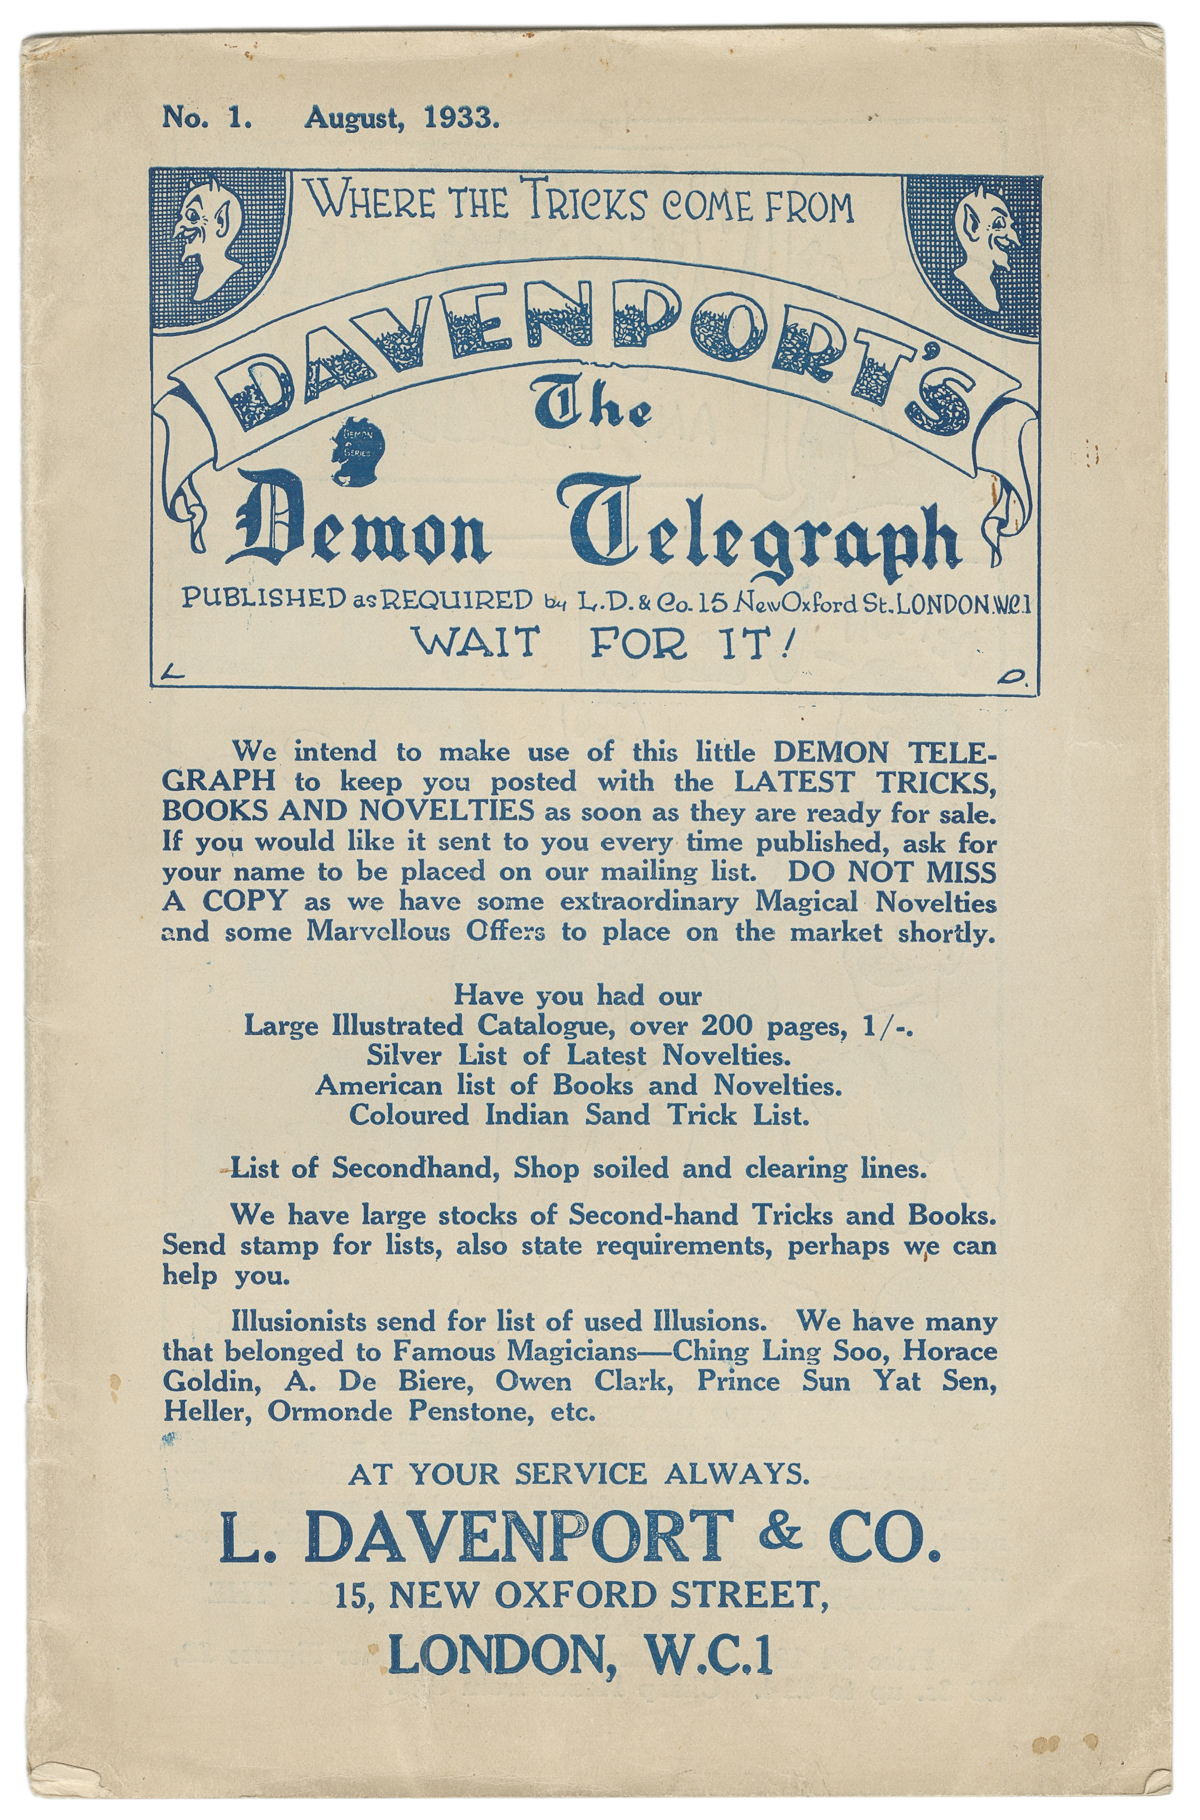 No. 1. August, 1933.
WHERE THE TRICKS COME FROM
DAVENPORT'S
The
DEMON
SERIES
Demon Telegraph
PUBLISHED as REQUIRED by L.D. & Co. 15 New Oxford St. LONDON.W.C.1
WAIT FOR IT!
L D.
We intend to make use of this little DEMON TELE-
GRAPH to keep you posted with the LATEST TRICKS,
BOOKS AND NOVELTIES as soon as they are ready for sale.
If you would like it sent to you every time published, ask for
your name to be placed on our mailing list. DO NOT MISS
A COPY as we have some extraordinary Magical Novelties
and some Marvellous Offers to place on the market shortly.
Have you had our
Large Illustrated Catalogue, over 200 pages, 1/-.
Silver List of Latest Novelties.
American list of Books and Novelties.
Coloured Indian Sand Trick List.
List of Secondhand, Shop soiled and clearing lines.
We have large stocks of Second-hand Tricks and Books.
Send stamp for lists, also state requirements, perhaps we can
help you.
Illusionists send for list of used Illusions. We have many
that belonged to Famous Magicians—Ching Ling Soo, Horace
Goldin, A. De Biere, Owen Clark, Prince Sun Yat Sen,
Heller, Ormonde Penstone, etc.
AT YOUR SERVICE ALWAYS.
L. DAVENPORT & CO.
15, NEW OXFORD STREET,
LONDON, W.C.1